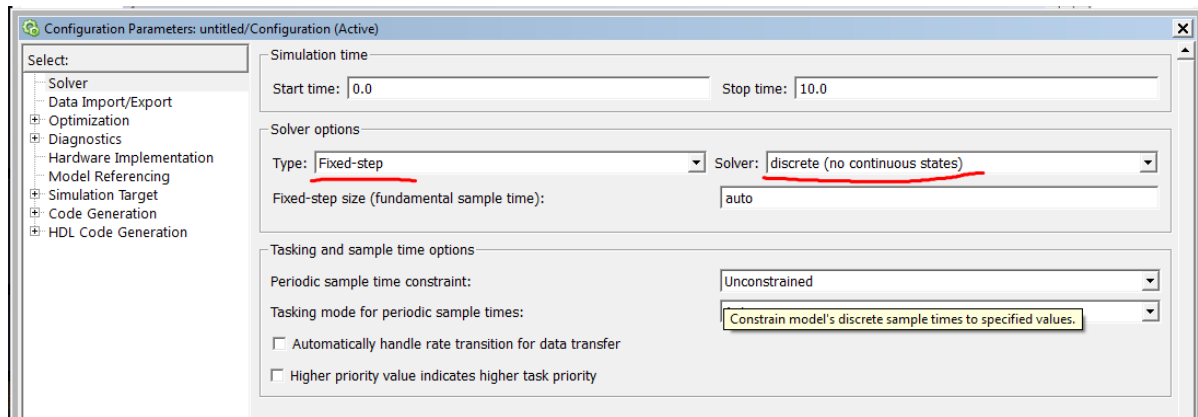 Configuration Parameters: untitled/Configuration (Active)
Select:
Solver
Data Import/Export
Optimization
Diagnostics
Hardware Implementation
Model Referencing
Simulation Target
Code Generation
HDL Code Generation
Simulation time
Start time: 0.0 Stop time: 10.0
Solver options
Type: Fixed-step Solver: discrete (no continuous states)
Fixed-step size (fundamental sample time): auto
Tasking and sample time options
Periodic sample time constraint: Unconstrained
Tasking mode for periodic sample times:
Constrain model's discrete sample times to specified values.
Automatically handle rate transition for data transfer
Higher priority value indicates higher task priority